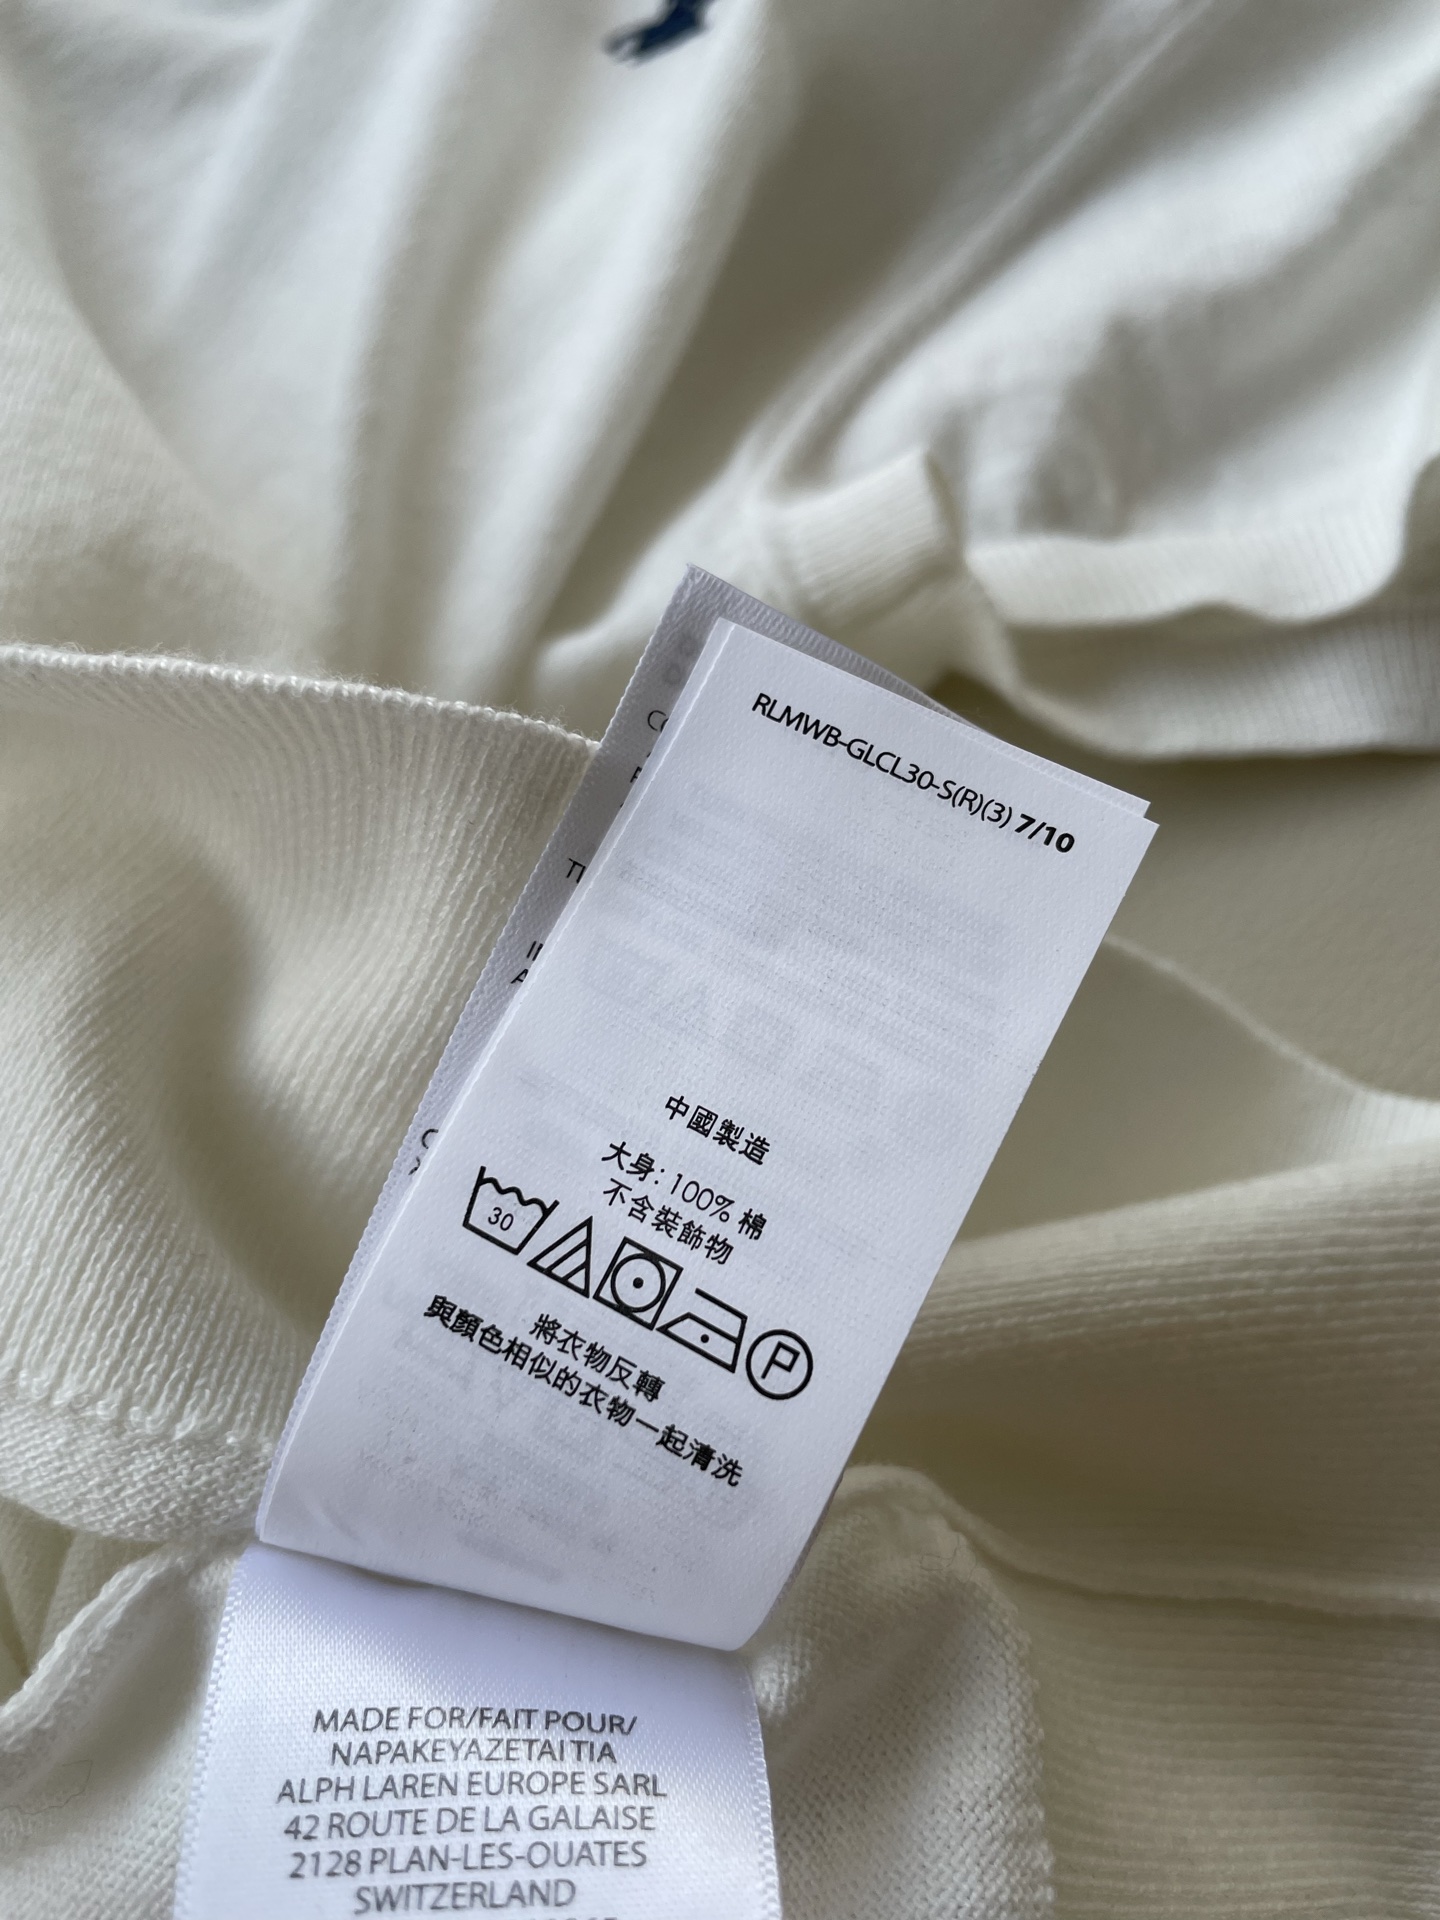 RLMWB-GLCL30-S(R)(3) 7/10
中國製造
大身: 100% 棉
不含裝飾物
30
P
將衣物反轉
與顏色相似的衣物一起清洗
MADE FOR/FAIT POUR/
NAPAKEYAZETAI TIA
ALPH LAREN EUROPE SARL
42 ROUTE DE LA GALAISE
2128 PLAN-LES-OUATES
SWITZERLAND